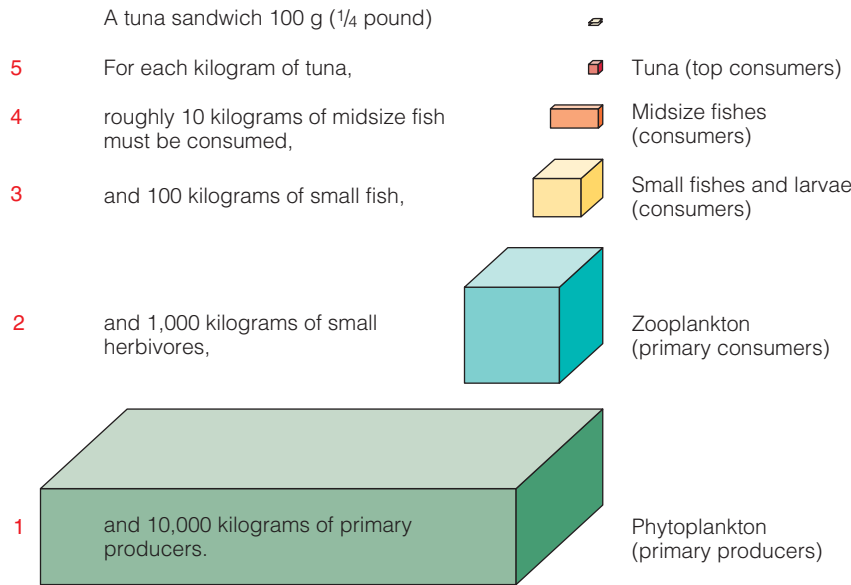 A tuna sandwich 100 g (1/4 pound)
5 For each kilogram of tuna, Tuna (top consumers)
4 roughly 10 kilograms of midsize fish Midsize fishes
must be consumed, (consumers)
3 and 100 kilograms of small fish, Small fishes and larvae
(consumers)
2 and 1,000 kilograms of small Zooplankton
herbivores, (primary consumers)
1 and 10,000 kilograms of primary Phytoplankton
producers. (primary producers)